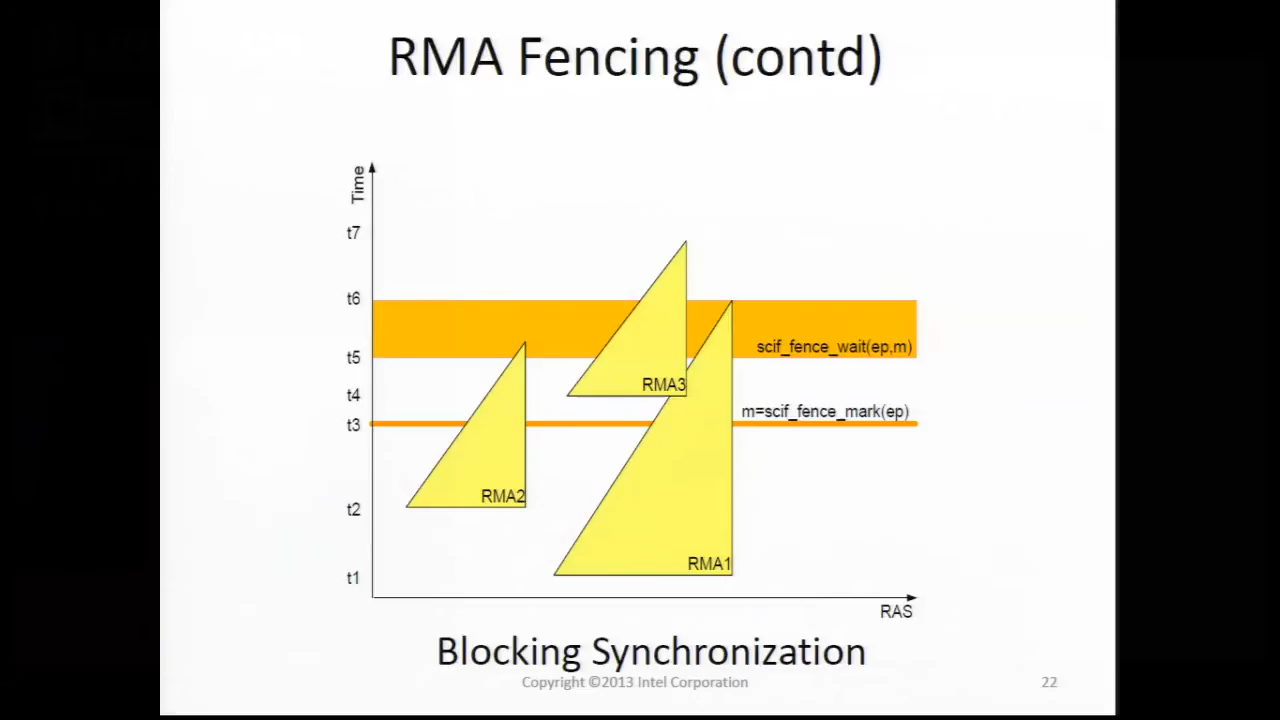 RMA Fencing (contd)
Time
t7
t6
scif_fence_wait(ep,m)
t5
RMA3
t4
m=scif_fence_mark(ep)
t3
RMA2
t2
RMA1
t1
RAS
Blocking Synchronization
Copyright ©2013 Intel Corporation
22